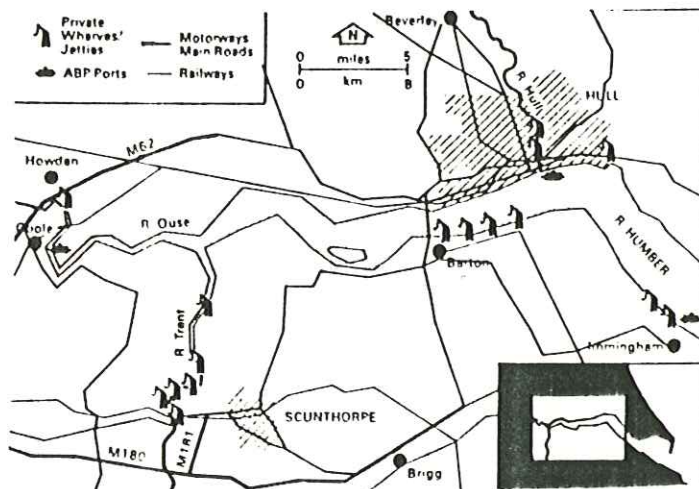 Private
Wharves/
Jetties
Motorways
Main Roads
ABP Ports
Railways
N
miles
0 5
km
0 8
Beverley
R Hull
HULL
Howden
M62
Goole
R Ouse
R Trent
Barton
R HUMBER
Immingham
SCUNTHORPE
M180
M181
Brigg